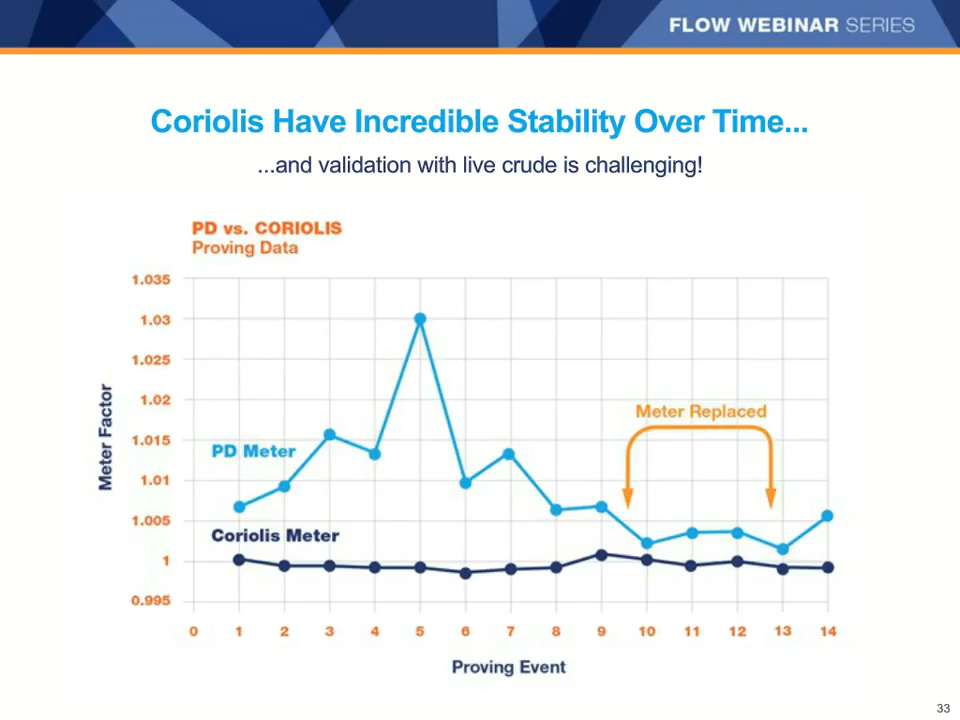 FLOW WEBINAR SERIES
Coriolis Have Incredible Stability Over Time...
...and validation with live crude is challenging!
PD vs. CORIOLIS
Proving Data
1.035
1.03
1.025
1.02
1.015
1.01
1.005
1
0.995
Meter Factor
Meter Replaced
PD Meter
Coriolis Meter
0 1 2 3 4 5 6 7 8 9 10 11 12 13 14
Proving Event
33